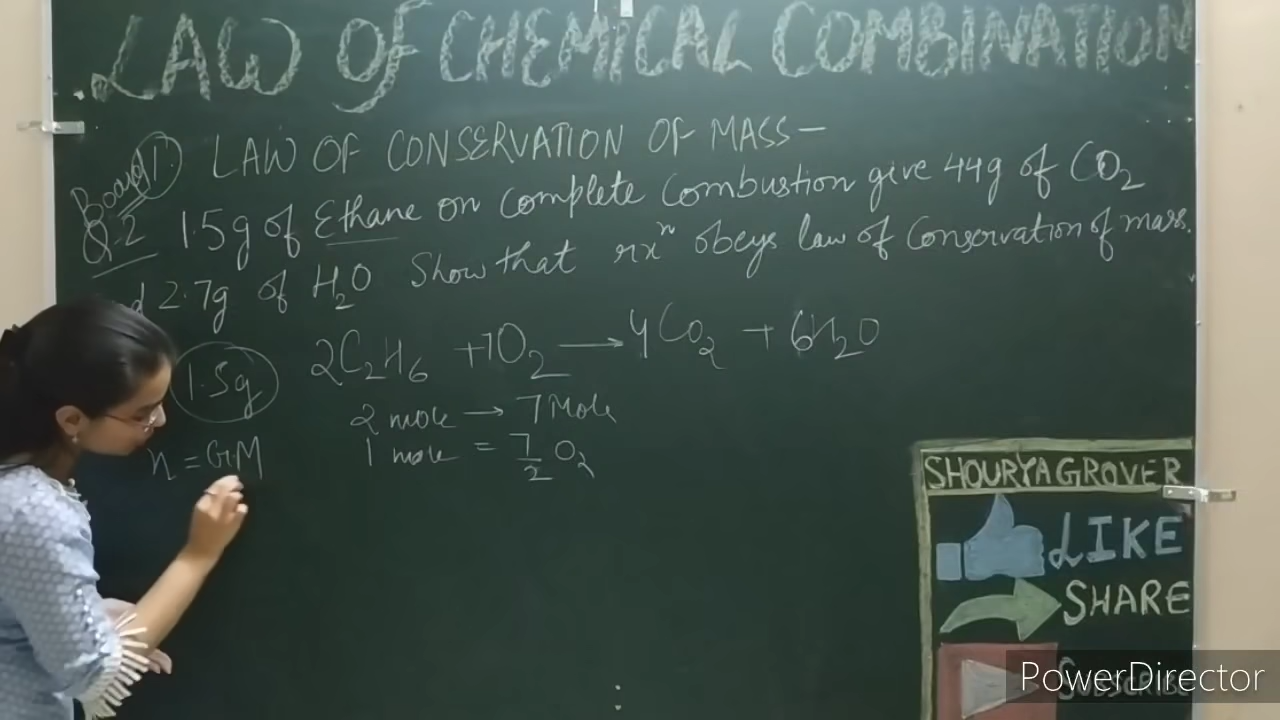 LAW OF CHEMICAL COMBINATION
Board 1. LAW OF CONSERVATION OF MASS—
Q.2 1.5g of Ethane on complete Combustion give 44g of CO2
2.7g of H2O Show that rxn obeys law of Conservation of mass.
1.5g 2C2H6 + 7O2 → 4CO2 + 6H2O
2 mole → 7 Mole
n = GM 1 mole = 7/2 O2
SHOURYA GROVER
LIKE
SHARE
SUBSCRIBE
PowerDirector